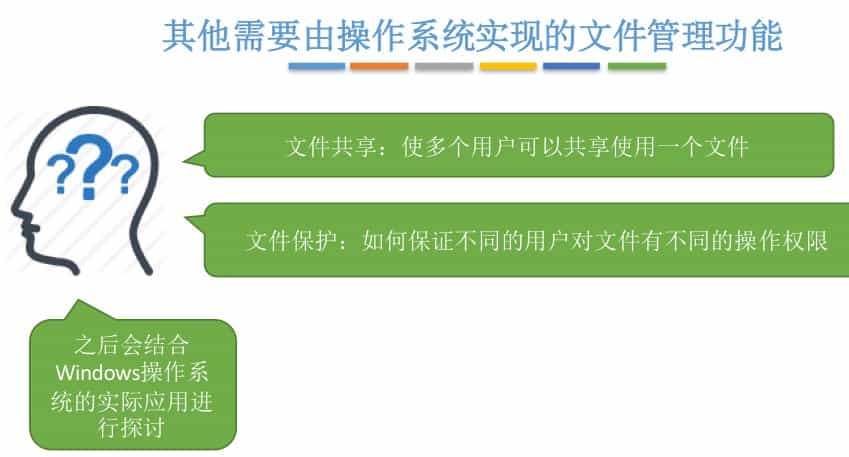 其他需要由操作系统实现的文件管理功能
???
文件共享：使多个用户可以共享使用一个文件
文件保护：如何保证不同的用户对文件有不同的操作权限
之后会结合
Windows操作系
统的实际应用进
行探讨